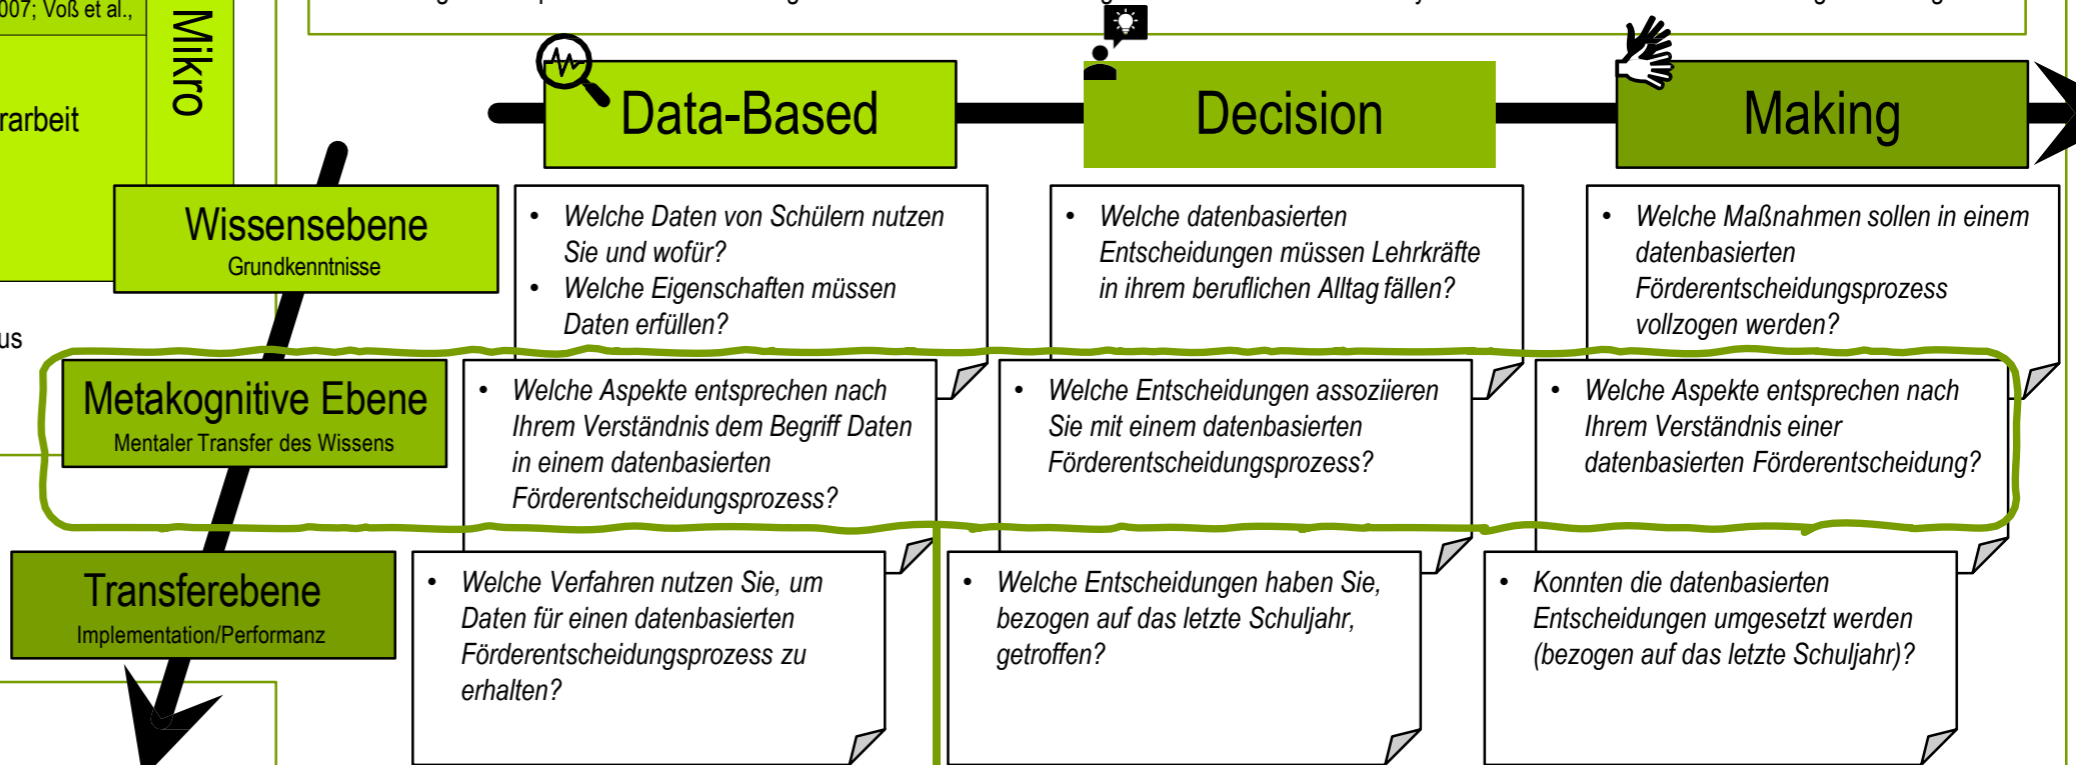 007; Voß et al.,
Mikro
rarbeit
us
Data-Based
Decision
Making
Wissensebene
Grundkenntnisse
• Welche Daten von Schülern nutzen
Sie und wofür?
• Welche Eigenschaften müssen
Daten erfüllen?
• Welche datenbasierten
Entscheidungen müssen Lehrkräfte
in ihrem beruflichen Alltag fällen?
• Welche Maßnahmen sollen in einem
datenbasierten
Förderentscheidungsprozess
vollzogen werden?
Metakognitive Ebene
Mentaler Transfer des Wissens
• Welche Aspekte entsprechen nach
Ihrem Verständnis dem Begriff Daten
in einem datenbasierten
Förderentscheidungsprozess?
• Welche Entscheidungen assoziieren
Sie mit einem datenbasierten
Förderentscheidungsprozess?
• Welche Aspekte entsprechen nach
Ihrem Verständnis einer
datenbasierten Förderentscheidung?
Transferebene
Implementation/Performanz
• Welche Verfahren nutzen Sie, um
Daten für einen datenbasierten
Förderentscheidungsprozess zu
erhalten?
• Welche Entscheidungen haben Sie,
bezogen auf das letzte Schuljahr,
getroffen?
• Konnten die datenbasierten
Entscheidungen umgesetzt werden
(bezogen auf das letzte Schuljahr)?